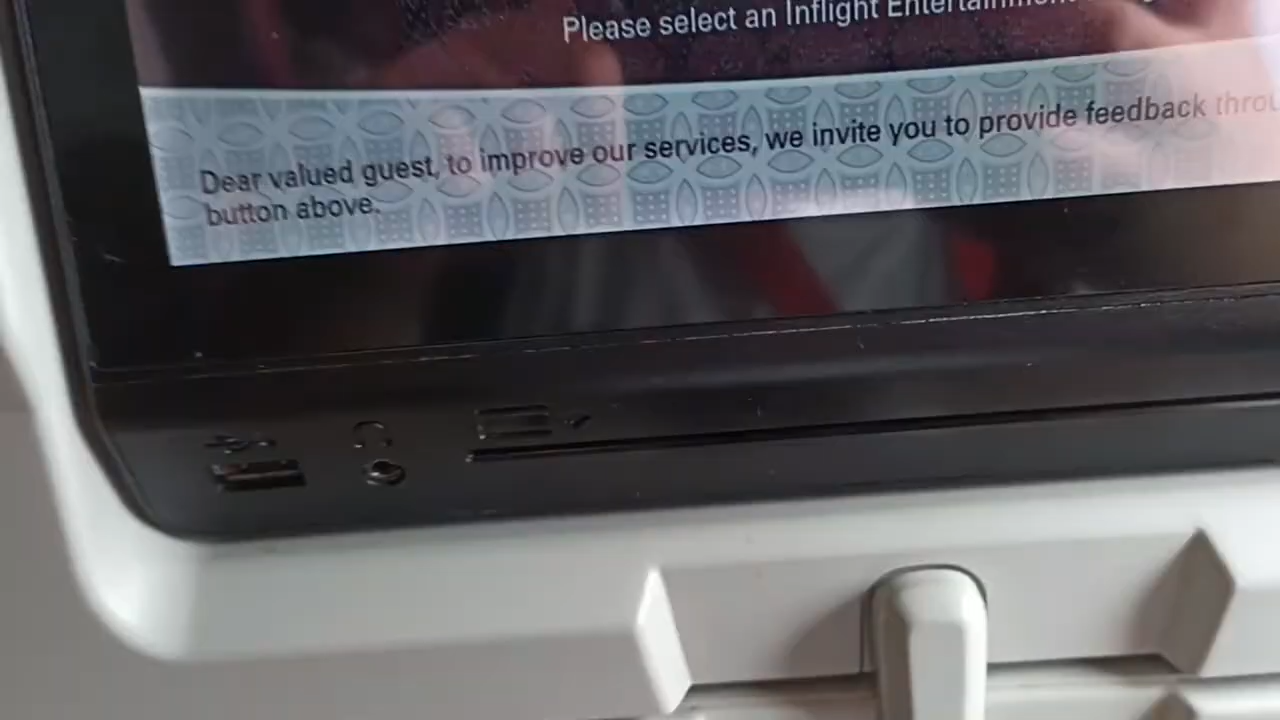 Please select an Inflight Entertainment
Dear valued guest, to improve our services, we invite you to provide feedback
button above.